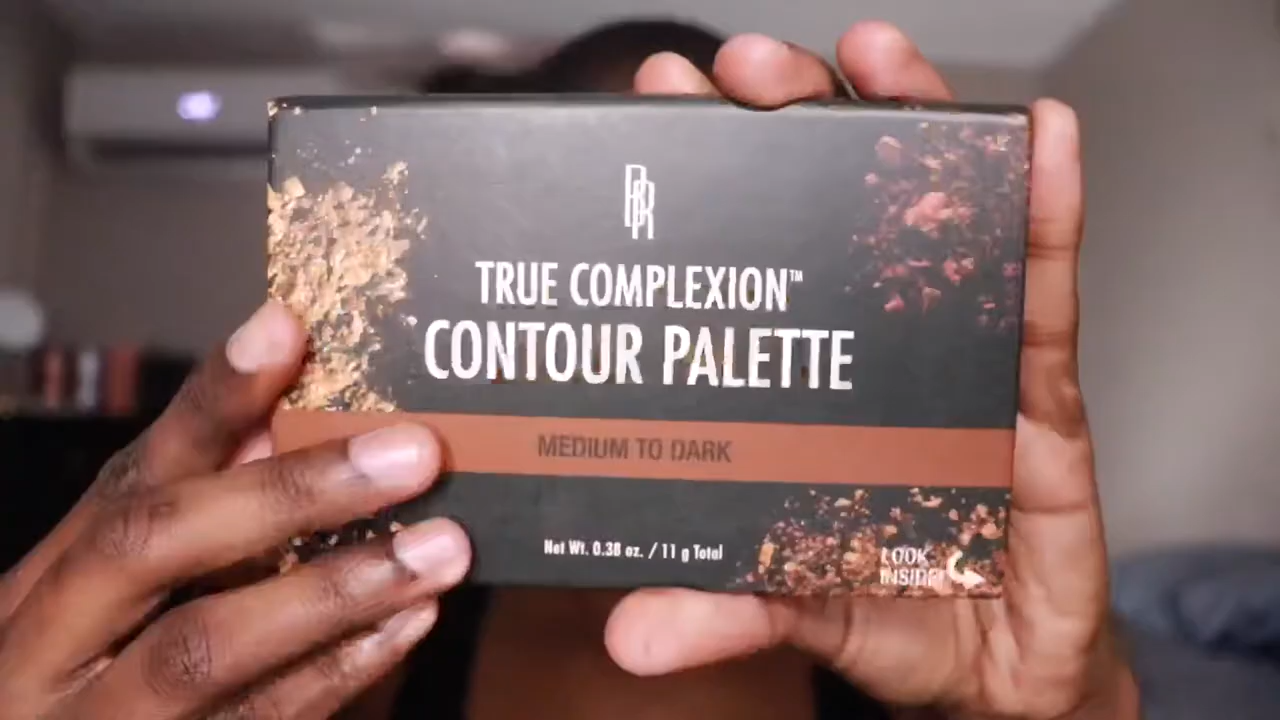 BR
TRUE COMPLEXION™
CONTOUR PALETTE
MEDIUM TO DARK
Net Wt. 0.38 oz. / 11 g Total
LOOK
INSIDE!